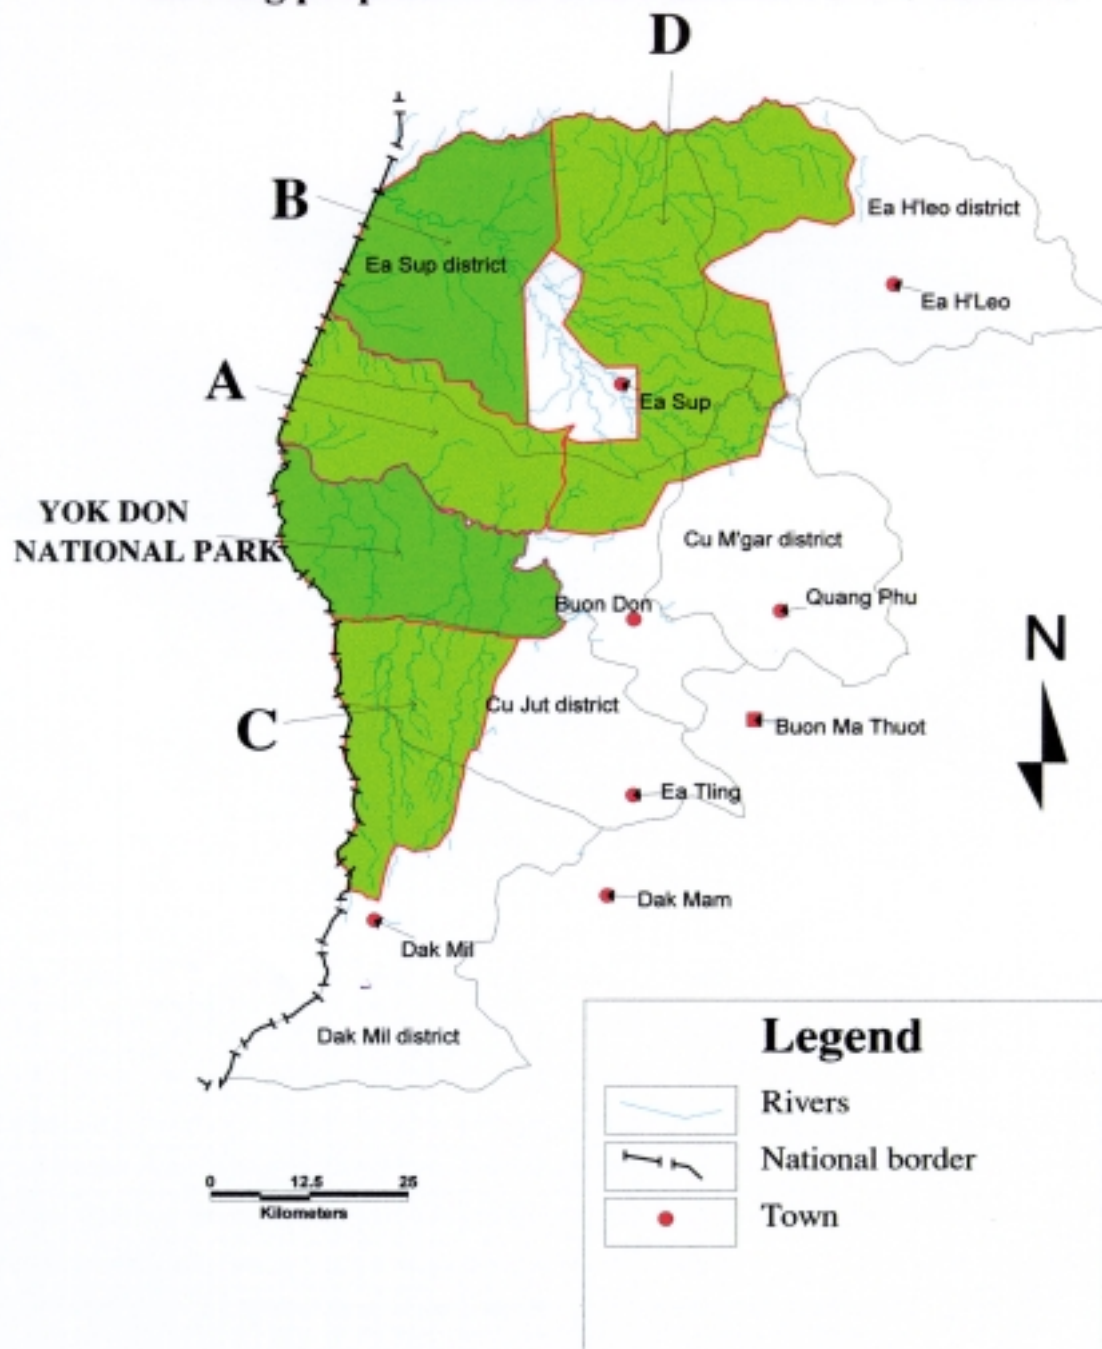 D
B
Ea H'leo district
Ea Sup district
Ea H'Leo
A
Ea Sup
YOK DON
NATIONAL PARK
Cu M'gar district
Buon Don
Quang Phu
N
C
Cu Jut district
Buon Ma Thuot
Ea Tling
Dak Mam
Dak Mil
Dak Mil district
Legend
Rivers
National border
Town
0 12.5 25
Kilometers